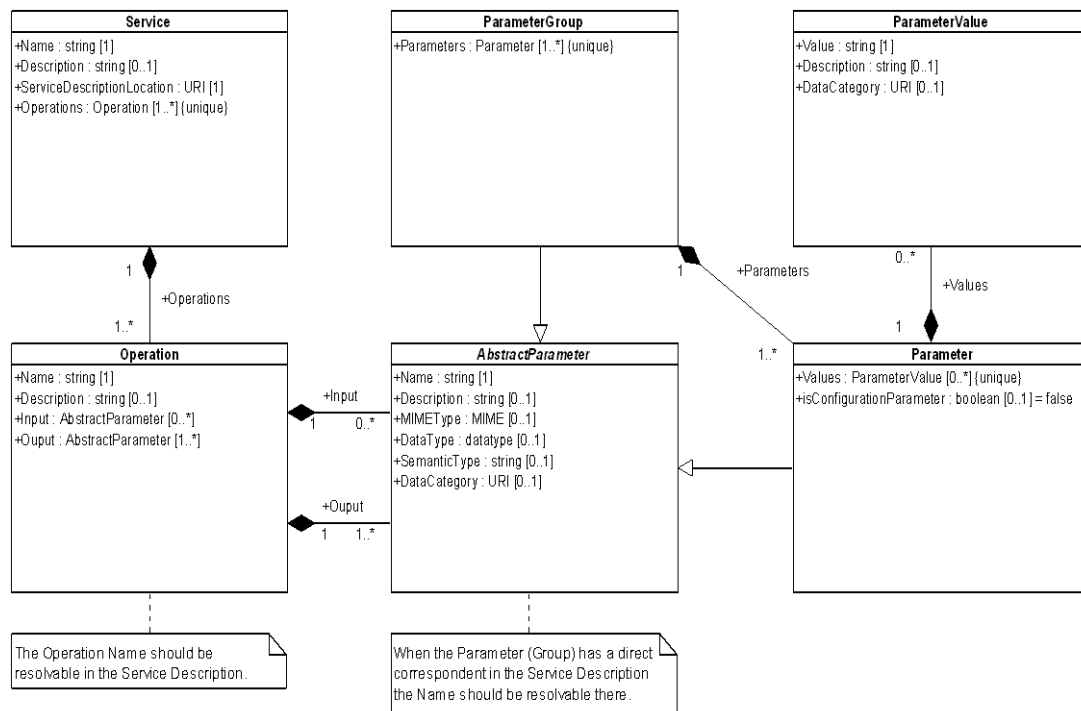 Service
+Name : string [1]
+Description : string [0..1]
+ServiceDescriptionLocation : URI [1]
+Operations : Operation [1..*] {unique}
ParameterGroup
+Parameters : Parameter [1..*] {unique}
ParameterValue
+Value : string [1]
+Description : string [0..1]
+DataCategory : URI [0..1]
1
+Operations
1..*
1
+Parameters
1..*
0..*
+Values
1
Operation
+Name : string [1]
+Description : string [0..1]
+Input : AbstractParameter [0..*]
+Ouput : AbstractParameter [1..*]
+Input
1
0..*
+Ouput
1
1..*
AbstractParameter
+Name : string [1]
+Description : string [0..1]
+MIMEType : MIME [0..1]
+DataType : datatype [0..1]
+SemanticType : string [0..1]
+DataCategory : URI [0..1]
Parameter
+Values : ParameterValue [0..*] {unique}
+isConfigurationParameter : boolean [0..1] = false
The Operation Name should be
resolvable in the Service Description.
When the Parameter (Group) has a direct
correspondent in the Service Description
the Name should be resolvable there.